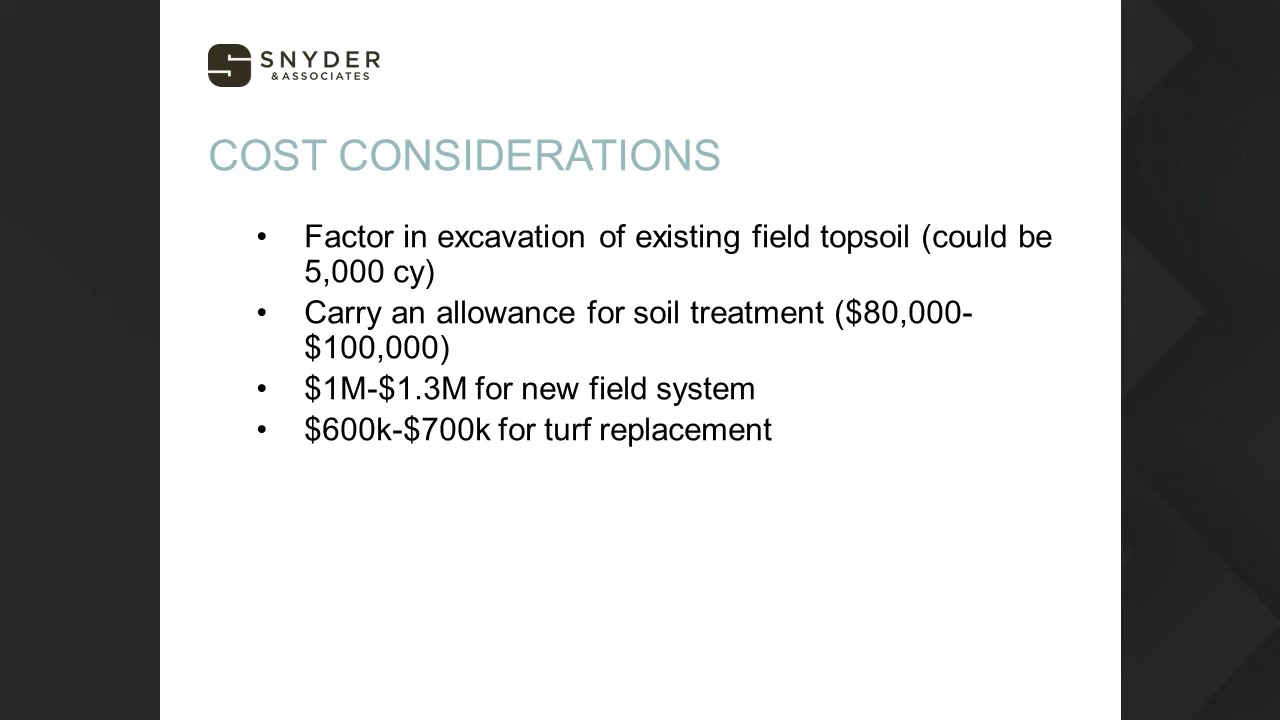 SNYDER
& ASSOCIATES
COST CONSIDERATIONS
• Factor in excavation of existing field topsoil (could be
5,000 cy)
• Carry an allowance for soil treatment ($80,000-
$100,000)
• $1M-$1.3M for new field system
• $600k-$700k for turf replacement